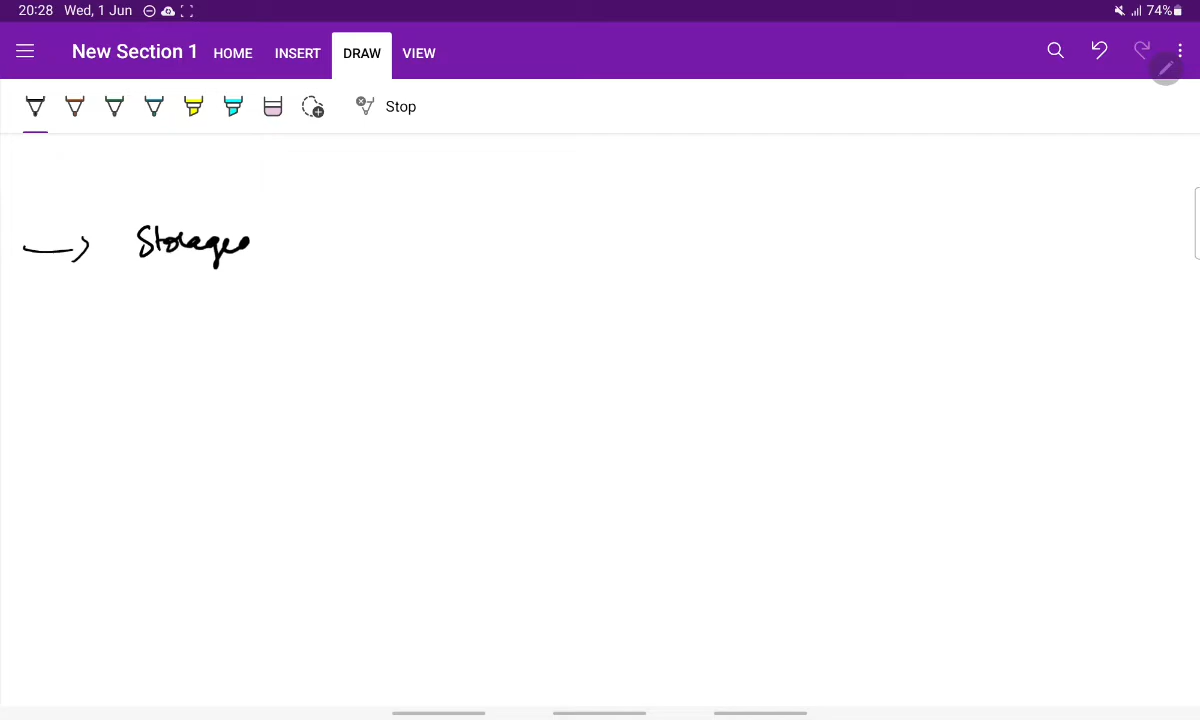 20:28 Wed, 1 Jun 74%
New Section 1 HOME INSERT DRAW VIEW
Stop
→ Storage